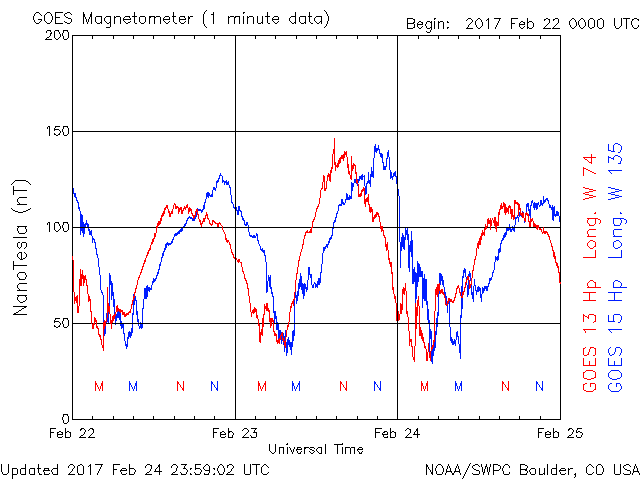 GOES Magnetometer (1 minute data)
Begin: 2017 Feb 22 0000 UTC
200
150
100
50
0
NanoTesla (nT)
M M N N M M N N M M N N
Feb 22 Feb 23 Feb 24 Feb 25
Universal Time
GOES 13 Hp Long. W 74
GOES 15 Hp Long. W 135
Updated 2017 Feb 24 23:59:02 UTC
NOAA/SWPC Boulder, CO USA